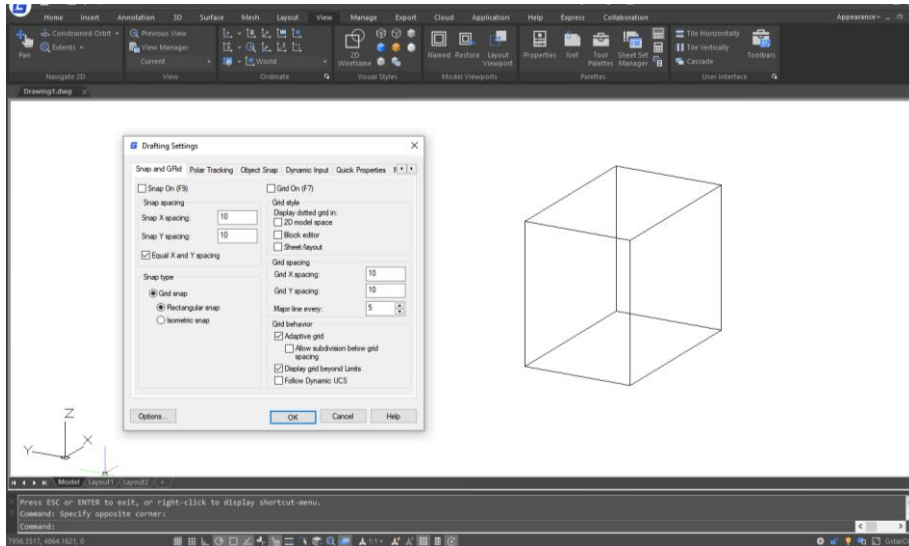 Home Insert Annotation 3D Surface Mesh Layout View Manage Export Cloud Application Help Express Collaboration Appearance
Constrained Orbit
Previous View
Tile Horizontally
Pan
Extents
View Manager
World
2D Wireframe
Named Restore Layout Viewport
Properties Xref Tool Palettes Sheet Set Manager
Tile Vertically
Toolbars
Current
Cascade
Navigate 2D View Ordinate Visual Styles Model Viewports Palettes User Interface
Drawing1.dwg
Drafting Settings
Snap and GRid Polar Tracking Object Snap Dynamic Input Quick Properties
Snap On (F9)
Snap spacing
Snap X spacing: 10
Snap Y spacing: 10
Equal X and Y spacing
Snap type
Grid snap
Rectangular snap
Isometric snap
Grid On (F7)
Grid style
Display dotted grid in:
2D model space
Block editor
Sheet/layout
Grid spacing
Grid X spacing: 10
Grid Y spacing: 10
Major line every: 5
Grid behavior
Adaptive grid
Allow subdivision below grid
spacing
Display grid beyond Limits
Follow Dynamic UCS
Options... OK Cancel Help
Z
Y X
Model Layout1 Layout2 +
Press ESC or ENTER to exit, or right-click to display shortcut-menu.
Command: Specify opposite corner:
Command:
7956.3517, 4864.1621, 0 1:1